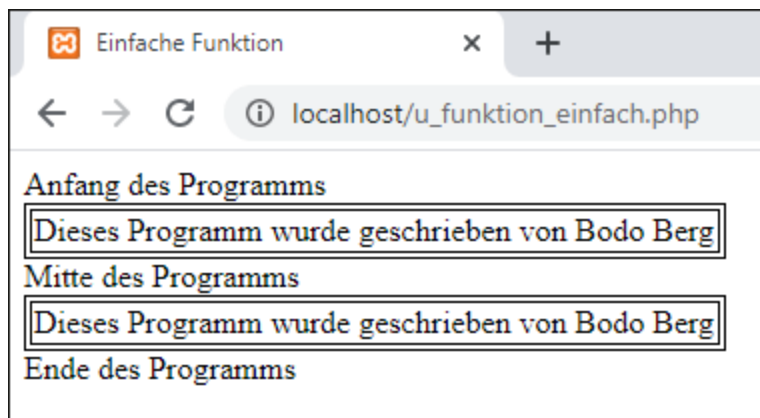 Einfache Funktion
localhost/u_funktion_einfach.php
Anfang des Programms
Dieses Programm wurde geschrieben von Bodo Berg
Mitte des Programms
Dieses Programm wurde geschrieben von Bodo Berg
Ende des Programms